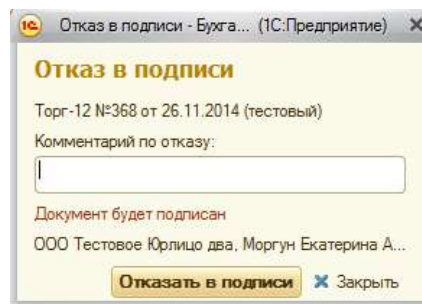 1С Отказ в подписи - Бухга... (1С:Предприятие)
Отказ в подписи
Торг-12 №368 от 26.11.2014 (тестовый)
Комментарий по отказу:
Документ будет подписан
ООО Тестовое Юрлицо два, Моргун Екатерина А...
Отказать в подписи Закрыть